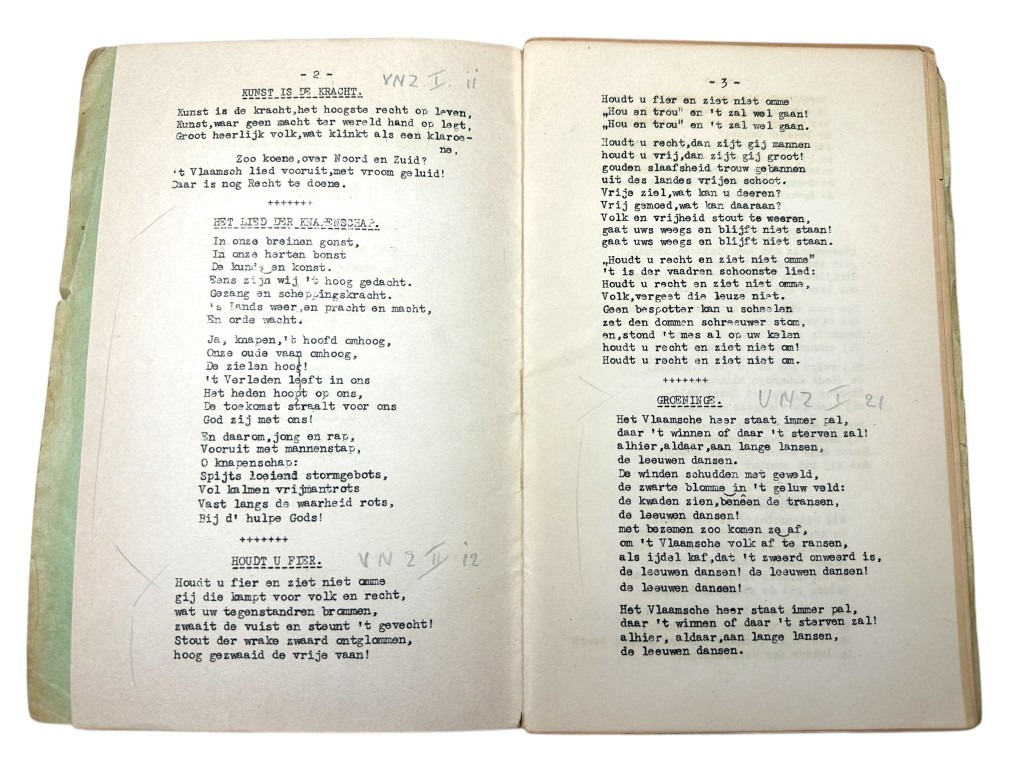 - 2 -
VNZ I. ii
KUNST IS DE KRACHT.
Kunst is de kracht,het hoogste recht op leven,
Kunst,waar geen macht ter wereld hand op legt,
Groot heerlijk volk,wat klinkt als een klaroe-
ne,
Zoo koene,over Noord en Zuid?
't Vlaamsch lied vooruit,met vroom geluid!
Daar is nog Recht te doene.
+++++++
HET LIED DER KNAPENSCHAP.
In onze breinen gonst,
In onze herten bonst
De kunde en konst.
Eens zijn wij 't hoog gedacht.
Gezang en scheppingskracht.
's Lands weer,en pracht en macht,
En orde wacht.
Ja, knapen,'t hoofd omhoog,
Onze oude vaan omhoog,
De zielen hoog!
't Verleden leeft in ons
Het heden hoopt op ons,
De toekomst straalt voor ons
God zij met ons!
En daarom,jong en rap,
Vooruit met mannenstap,
O knapenschap:
Spijts loeiend stormgebots,
Vol kalmen vrijmantrots
Vast langs de waarheid rots,
Bij d' hulpe Gods!
+++++++
HOUDT U FIER. VNZ II 12
Houdt u fier en ziet niet omme
gij die kampt voor volk en recht,
wat uw tegenstandren brommen,
zwaait de vuist en steunt 't gevecht!
Stout der wrake zwaard ontglommen,
hoog gezwaaid de vrije vaan!
- 3 -
Houdt u fier en ziet niet omme
„Hou en trou" en 't zal wel gaan!
„Hou en trou" en 't zal wel gaan.
Houdt u recht,dan zijt gij mannen
houdt u vrij,dan zijt gij groot!
gouden slaafsheid trouw gebannen
uit des landes vrijen schoot.
Vrije ziel,wat kan u deeren?
Vrij gemoed,wat kan daaraan?
Volk en vrijheid stout te weeren,
gaat uws weegs en blijft niet staan!
gaat uws weegs en blijft niet staan.
„Houdt u recht en ziet niet omme"
't is der vaadren schoonste lied:
Houdt u recht en ziet niet omme,
Volk,vergeet die leuze niet.
Geen bespotter kan u scheelen
zet den dommen schreeuwer stom,
en,stond 't mes al op uw kelen
houdt u recht en ziet niet om!
Houdt u recht en ziet niet om.
+++++++
GROENINGE. VNZ I 21
Het Vlaamsche heer staat immer pal,
daar 't winnen of daar 't sterven zal!
alhier,aldaar,aan lange lansen,
de leeuwen dansen.
De winden schudden met geweld,
de zwarte blomme in 't geluw veld:
de kwaden zien,benêen de transen,
de leeuwen dansen!
met bezemen zoo komen ze af,
om 't Vlaamsche volk af te ransen,
als ijdel kaf,dat 't zweerd onweerd is,
de leeuwen dansen! de leeuwen dansen!
de leeuwen dansen!
Het Vlaamsche heer staat immer pal,
daar 't winnen of daar 't sterven zal!
alhier, aldaar,aan lange lansen,
de leeuwen dansen.